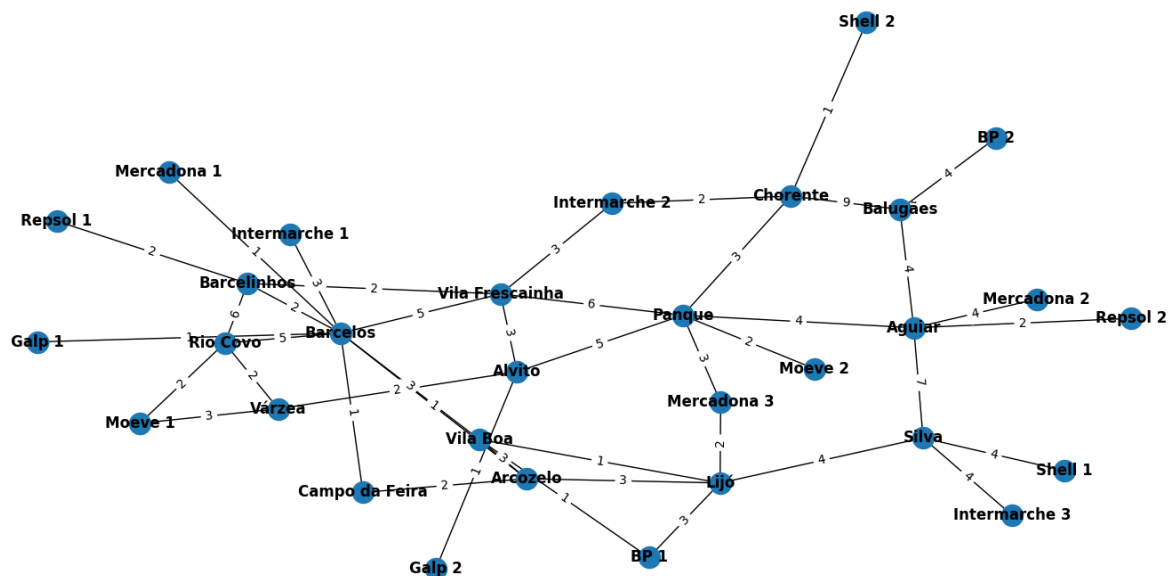 Shell 2
1
BP 2
Mercadona 1
4
Chorente
Intermarche 2
2
9
Balugães
Repsol 1
Intermarche 1
2
1
3
3
3
4
Barcelinhos
2
Vila Frescainha
6
Mercadona 2
4
2
Repsol 2
6
2
5
Panque
4
Aguiar
Barcelos
Galp 1
1
Rio Covo
5
3
5
3
2
Moeve 2
Alvito
2
2
2
3
1
Mercadona 3
7
Várzea
Moeve 1
3
1
Vila Boa
2
Silva
1
3
4
4
Shell 1
1
Arcozelo
4
Campo da Feira
2
3
Lijó
1
3
Intermarche 3
BP 1
Galp 2